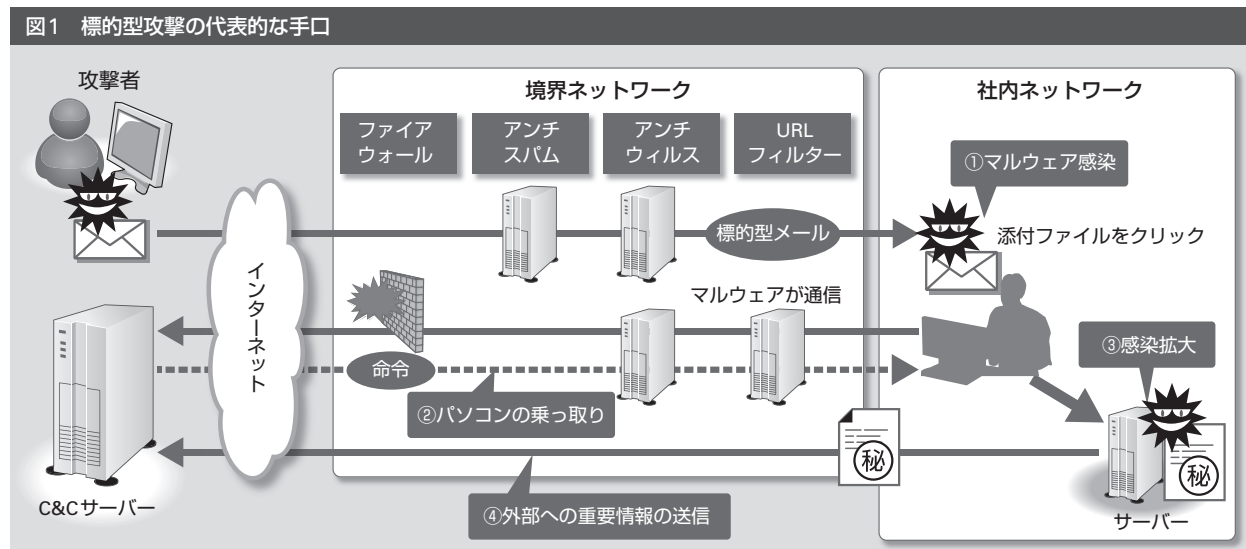 図1 標的型攻撃の代表的な手口
攻撃者
境界ネットワーク
社内ネットワーク
ファイア
ウォール
アンチ
スパム
アンチ
ウィルス
URL
フィルター
①マルウェア感染
標的型メール
添付ファイルをクリック
インターネット
マルウェアが通信
命令
②パソコンの乗っ取り
③感染拡大
㊙
㊙
C&Cサーバー
④外部への重要情報の送信
サーバー